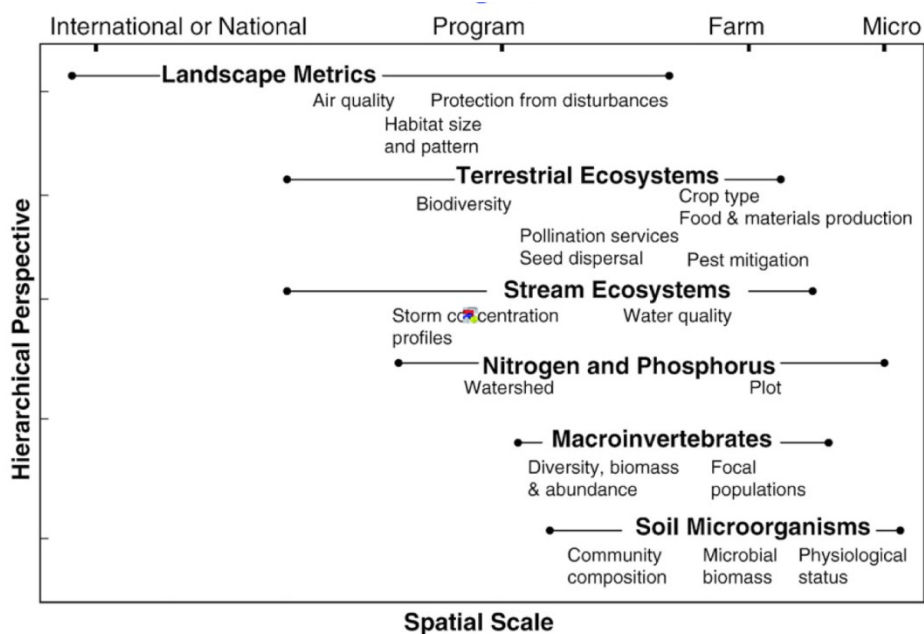 International or National Program Farm Micro
Landscape Metrics
Air quality Protection from disturbances
Habitat size
and pattern
Terrestrial Ecosystems
Biodiversity Crop type
Food & materials production
Pollination services
Seed dispersal Pest mitigation
Stream Ecosystems
Storm concentration Water quality
profiles
Nitrogen and Phosphorus
Watershed Plot
Macroinvertebrates
Diversity, biomass Focal
& abundance populations
Soil Microorganisms
Community Microbial Physiological
composition biomass status
Hierarchical Perspective
Spatial Scale